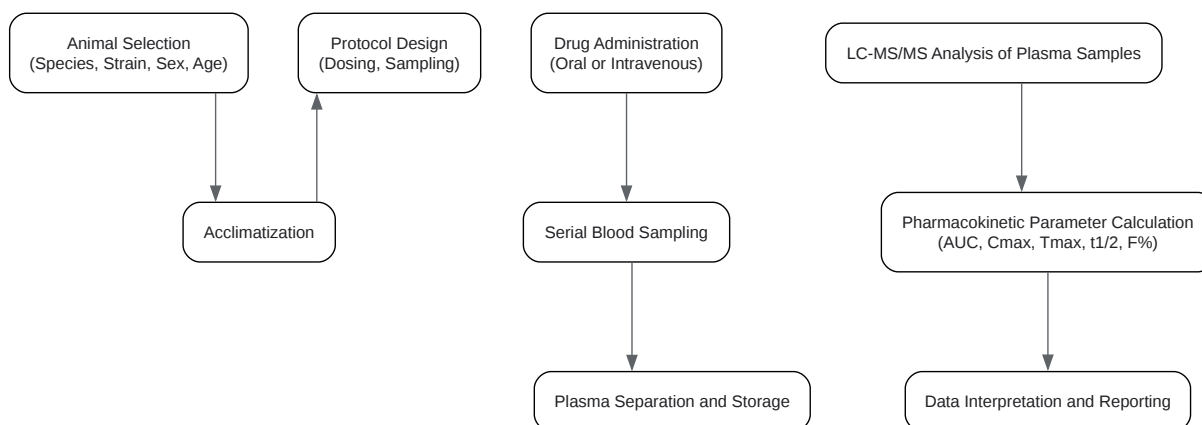 Animal Selection
(Species, Strain, Sex, Age)
Acclimatization
Protocol Design
(Dosing, Sampling)
Drug Administration
(Oral or Intravenous)
Serial Blood Sampling
Plasma Separation and Storage
LC-MS/MS Analysis of Plasma Samples
Pharmacokinetic Parameter Calculation
(AUC, Cmax, Tmax, t1/2, F%)
Data Interpretation and Reporting